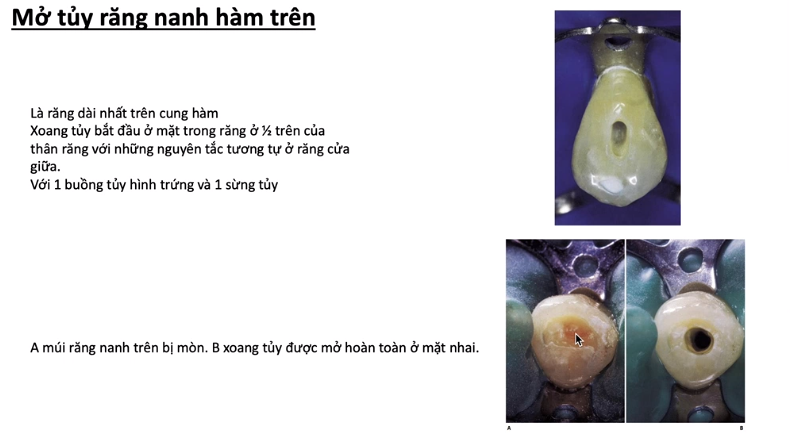 Mở tủy răng nanh hàm trên
Là răng dài nhất trên cung hàm
Xoang tủy bắt đầu ở mặt trong răng ở ½ trên của
thân răng với những nguyên tắc tương tự ở răng cửa
giữa.
Với 1 buồng tủy hình trứng và 1 sừng tủy
A múi răng nanh trên bị mòn. B xoang tủy được mở hoàn toàn ở mặt nhai.
A
B